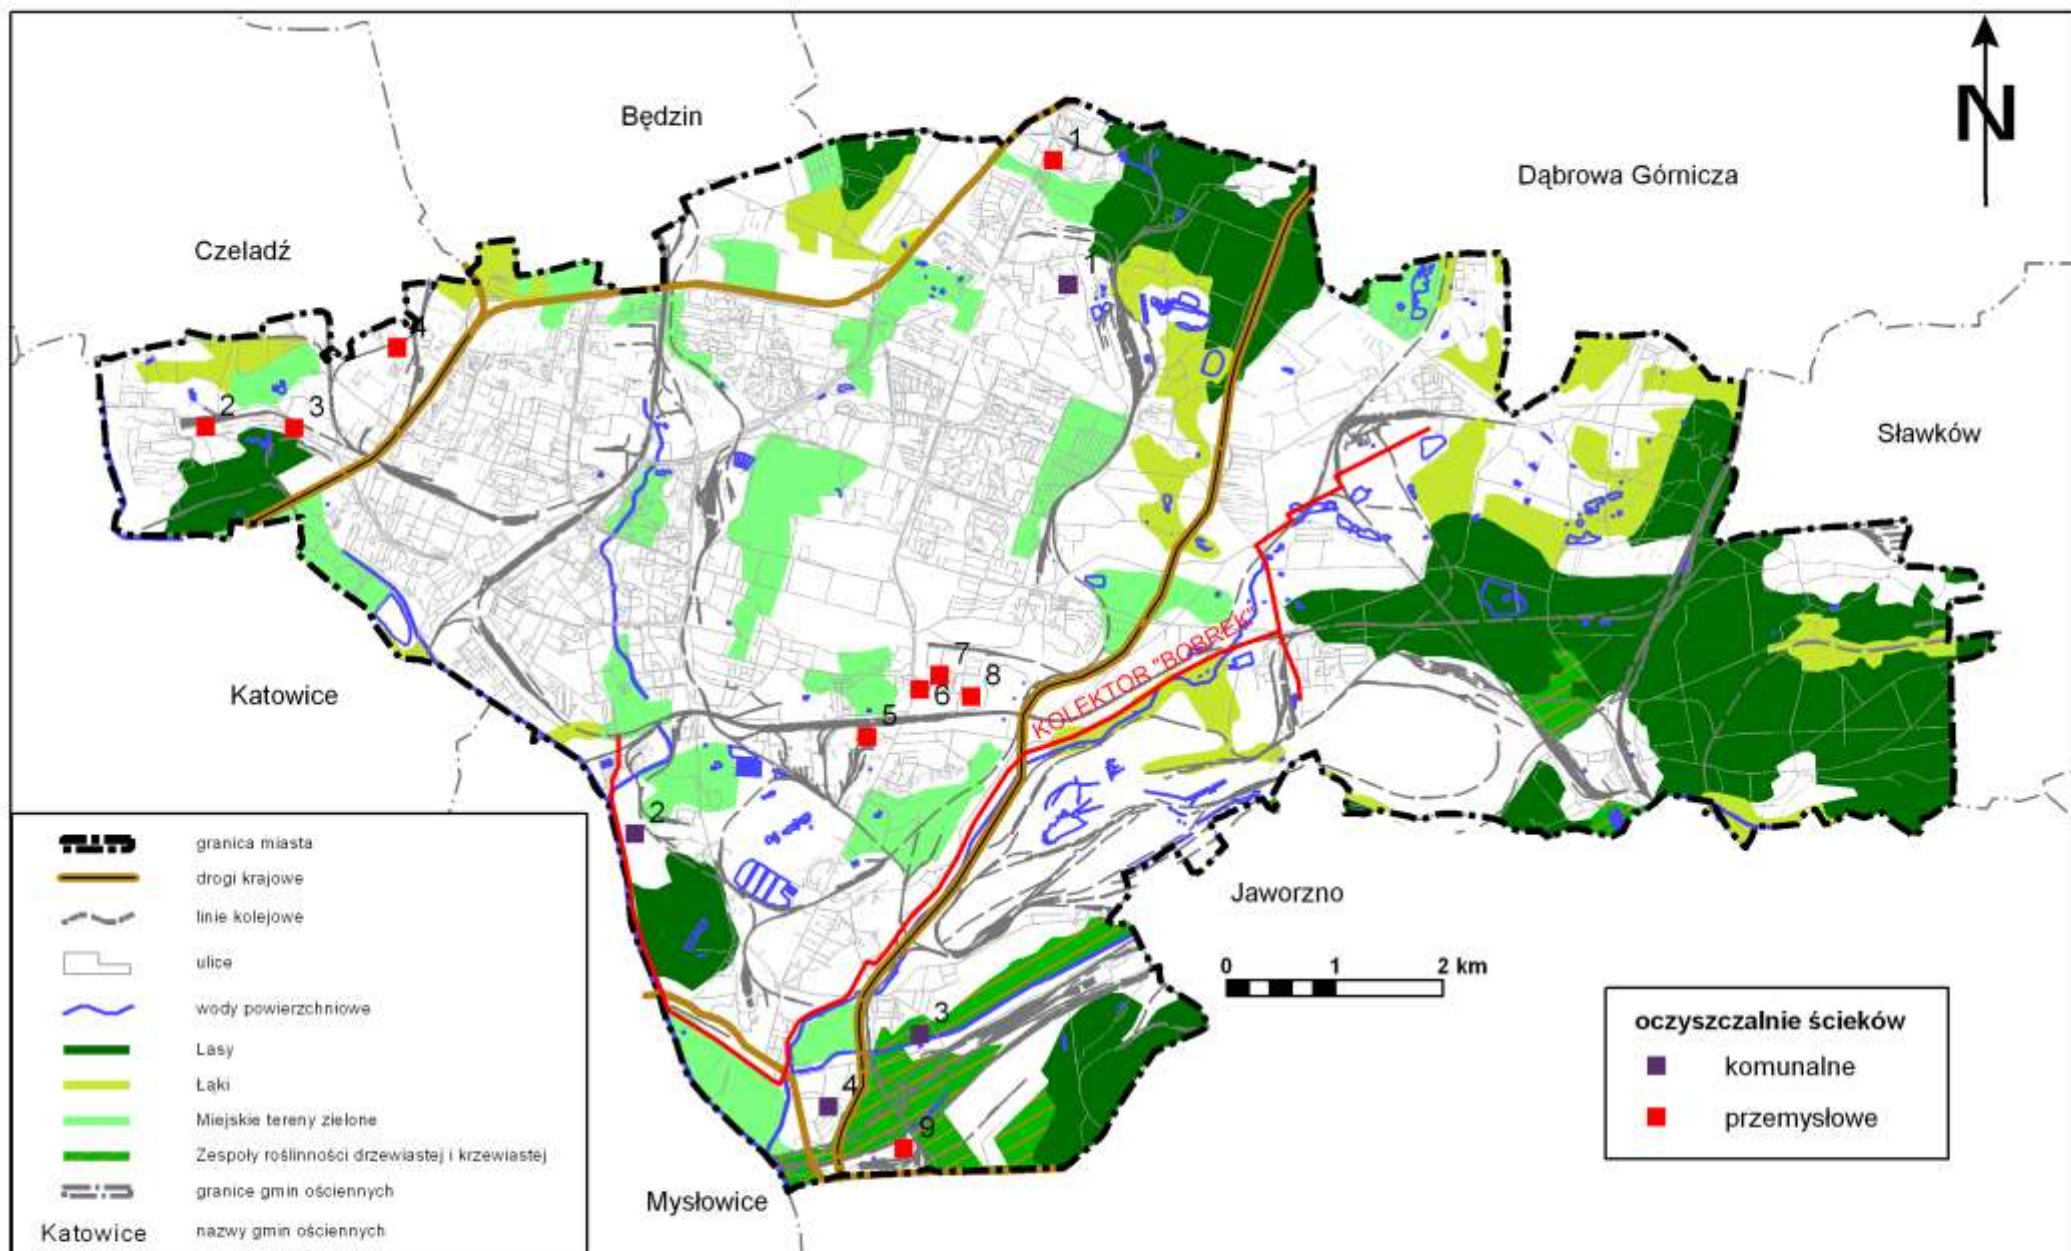 N
Będzin
1
Dąbrowa Górnicza
Czeladź
1
4
2
3
Sławków
KOLEKTOR "BOBREK"
Katowice
7
8
6
5
2
Jaworzno
0 1 2 km
3
4
9
Mysłowice
granica miasta
drogi krajowe
linie kolejowe
ulice
wody powierzchniowe
Lasy
Łąki
Miejskie tereny zielone
Zespoły roślinności drzewiastej i krzewiastej
granice gmin ościennych
Katowice nazwy gmin ościennych
oczyszczalnie ścieków
komunalne
przemysłowe